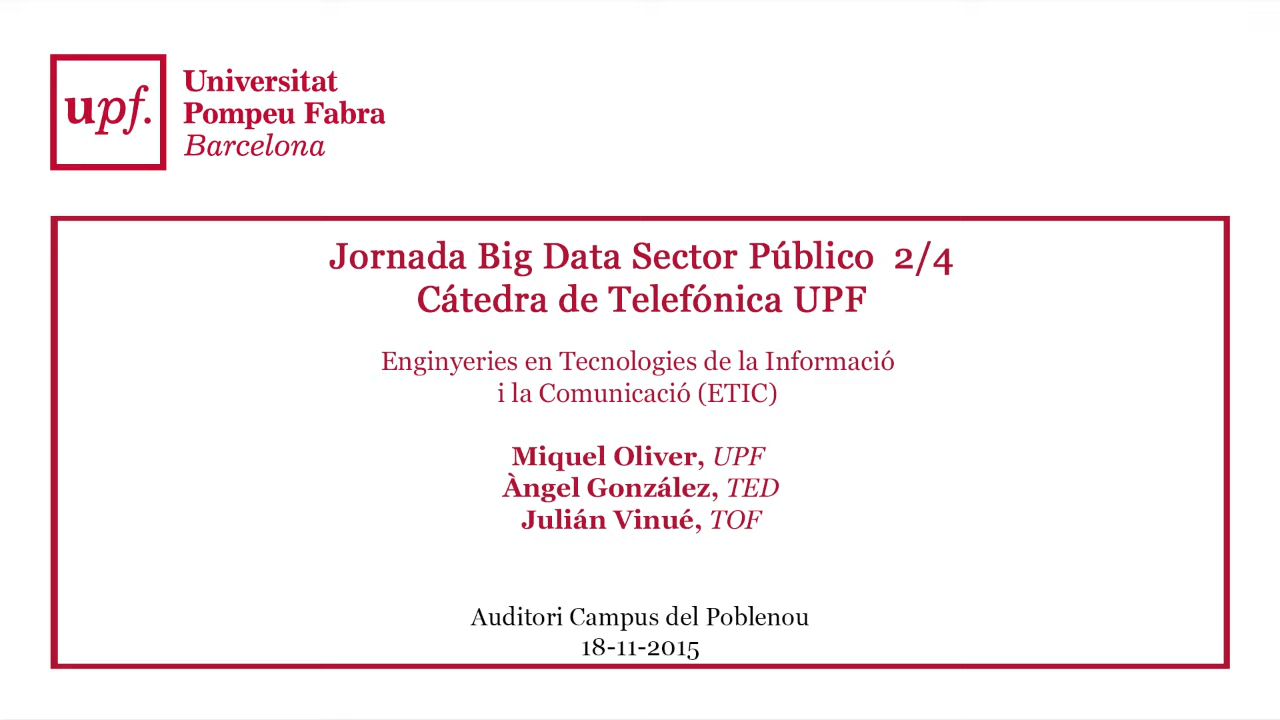 upf.
Universitat
Pompeu Fabra
Barcelona
Jornada Big Data Sector Público 2/4
Cátedra de Telefónica UPF
Enginyeries en Tecnologies de la Informació
i la Comunicació (ETIC)
Miquel Oliver, UPF
Àngel González, TED
Julián Vinué, TOF
Auditori Campus del Poblenou
18-11-2015